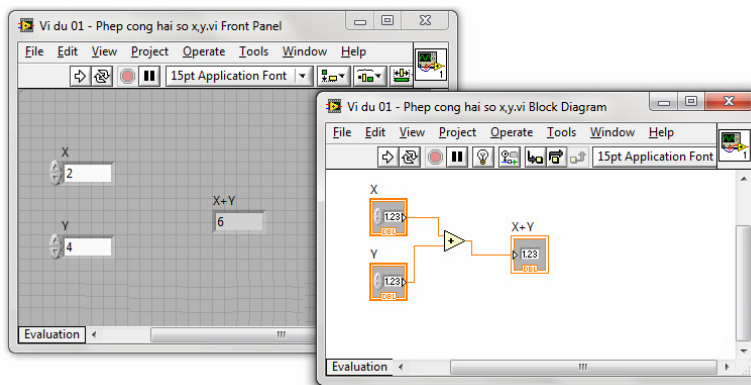 Vi du 01 - Phep cong hai so x,y.vi Front Panel
File Edit View Project Operate Tools Window Help
15pt Application Font
1
X
2
Y
4
X+Y
6
Evaluation
Vi du 01 - Phep cong hai so x,y.vi Block Diagram
File Edit View Project Operate Tools Window Help
15pt Application Font
1
X
1.23
DBL
Y
1.23
DBL
+
X+Y
1.23
DBL
Evaluation